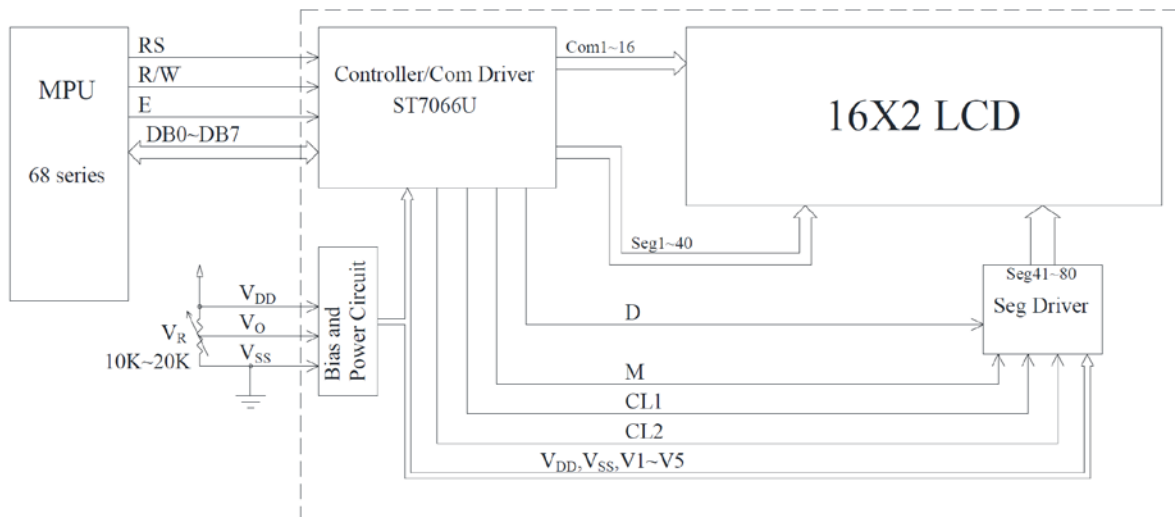 MPU
68 series
RS
R/W
E
DB0~DB7
Controller/Com Driver
ST7066U
Com1~16
16X2 LCD
Seg1~40
Seg41~80
Seg Driver
VDD
VO
VR
VSS
10K~20K
Bias and
Power Circuit
D
M
CL1
CL2
VDD,VSS,V1~V5